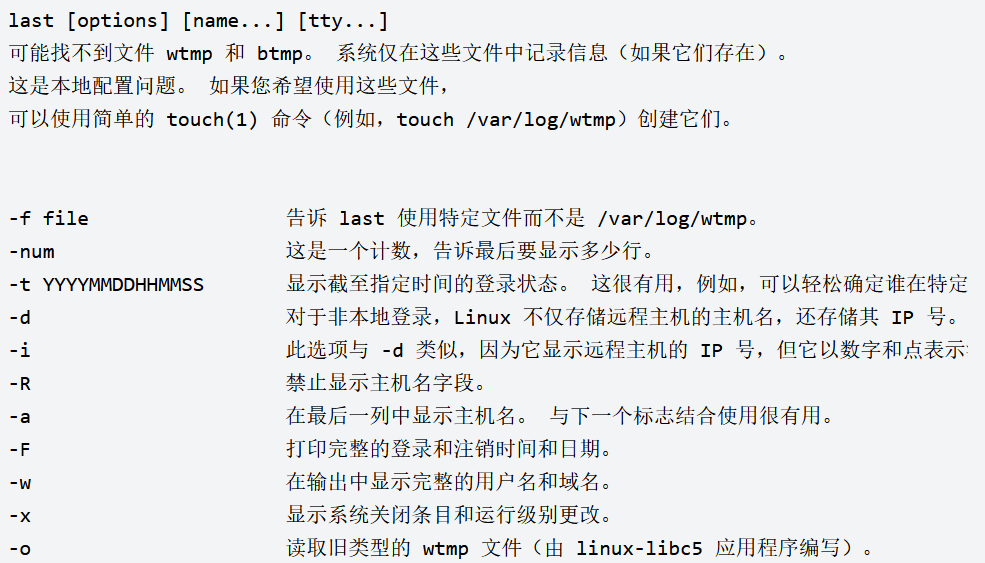 last [options] [name...] [tty...]
可能找不到文件 wtmp 和 btmp。 系统仅在这些文件中记录信息（如果它们存在）。
这是本地配置问题。 如果您希望使用这些文件，
可以使用简单的 touch(1) 命令（例如，touch /var/log/wtmp）创建它们。
-f file 告诉 last 使用特定文件而不是 /var/log/wtmp。
-num 这是一个计数，告诉最后要显示多少行。
-t YYYYMMDDHHMMSS 显示截至指定时间的登录状态。 这很有用，例如，可以轻松确定谁在特定
-d 对于非本地登录，Linux 不仅存储远程主机的主机名，还存储其 IP 号。
-i 此选项与 -d 类似，因为它显示远程主机的 IP 号，但它以数字和点表示
-R 禁止显示主机名字段。
-a 在最后一列中显示主机名。 与下一个标志结合使用很有用。
-F 打印完整的登录和注销时间和日期。
-w 在输出中显示完整的用户名和域名。
-x 显示系统关闭条目和运行级别更改。
-o 读取旧类型的 wtmp 文件（由 linux-libc5 应用程序编写）。